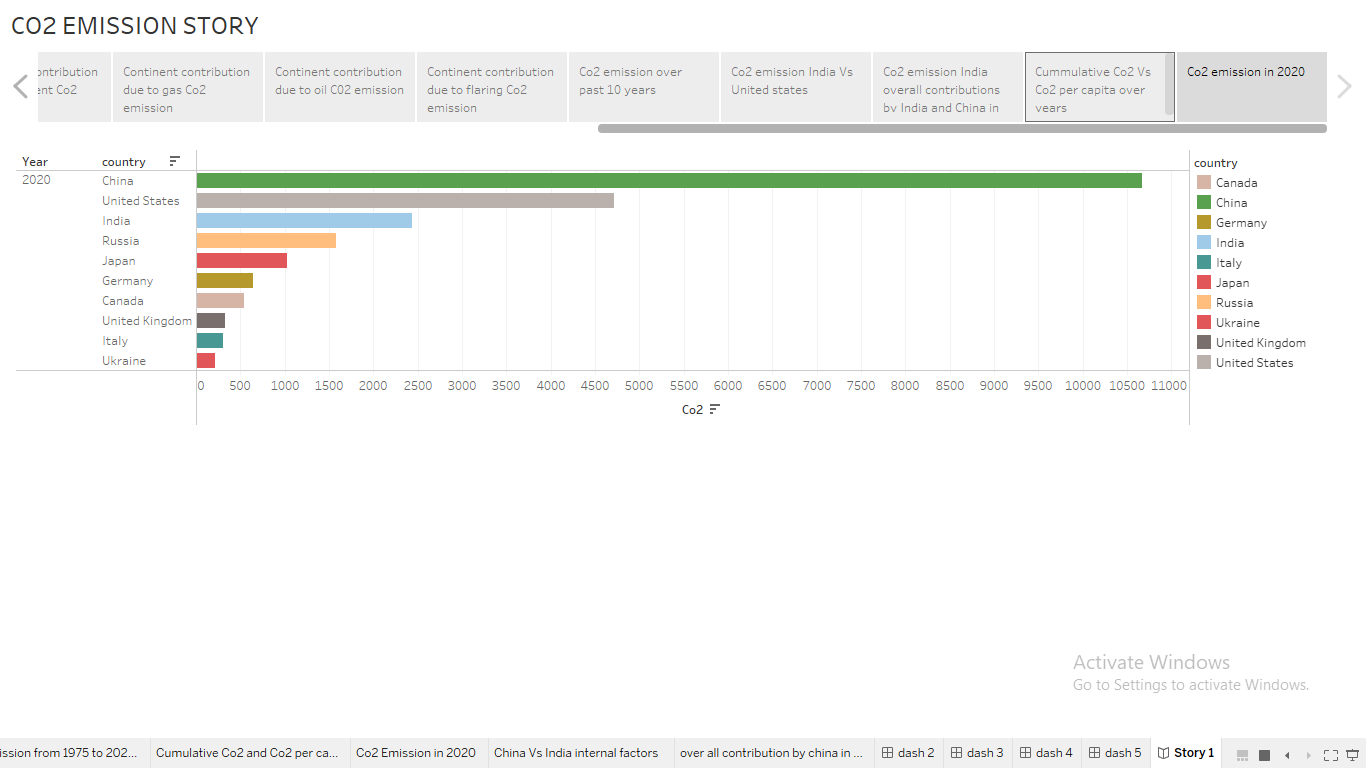 CO2 EMISSION STORY
ontribution
ent Co2
Continent contribution
due to gas Co2
emission
Continent contribution
due to oil C02 emission
Continent contribution
due to flaring Co2
emission
Co2 emission over
past 10 years
Co2 emission India Vs
United states
Co2 emission India
overall contributions
by India and China in
Cummulative Co2 Vs
Co2 per capita over
years
Co2 emission in 2020
Year country
2020 China
United States
India
Russia
Japan
Germany
Canada
United Kingdom
Italy
Ukraine
0 500 1000 1500 2000 2500 3000 3500 4000 4500 5000 5500 6000 6500 7000 7500 8000 8500 9000 9500 10000 10500 11000
Co2
country
Canada
China
Germany
India
Italy
Japan
Russia
Ukraine
United Kingdom
United States
Activate Windows
Go to Settings to activate Windows.
ission from 1975 to 202... Cumulative Co2 and Co2 per ca... Co2 Emission in 2020 China Vs India internal factors over all contribution by china in ... dash 2 dash 3 dash 4 dash 5 Story 1